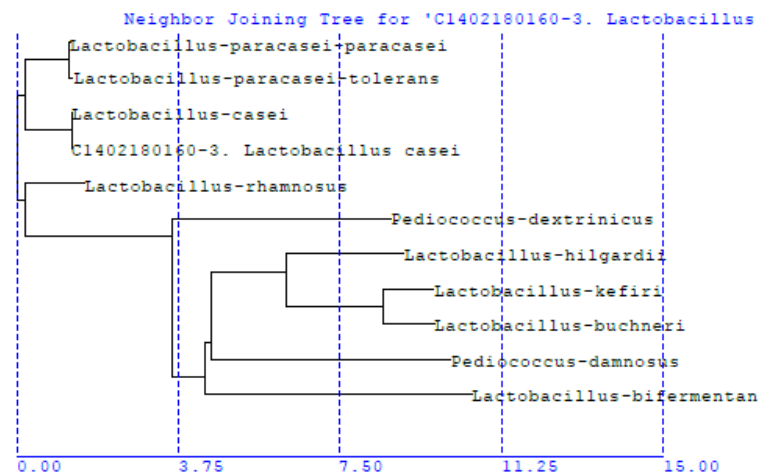 Neighbor Joining Tree for 'C1402180160-3. Lactobacillus
Lactobacillus-paracasei-paracasei
Lactobacillus-paracasei-tolerans
Lactobacillus-casei
C1402180160-3. Lactobacillus casei
Lactobacillus-rhamnosus
Pediococcus-dextrinicus
Lactobacillus-hilgardii
Lactobacillus-kefiri
Lactobacillus-buchneri
Pediococcus-damnosus
Lactobacillus-bifermentan
0.00 3.75 7.50 11.25 15.00